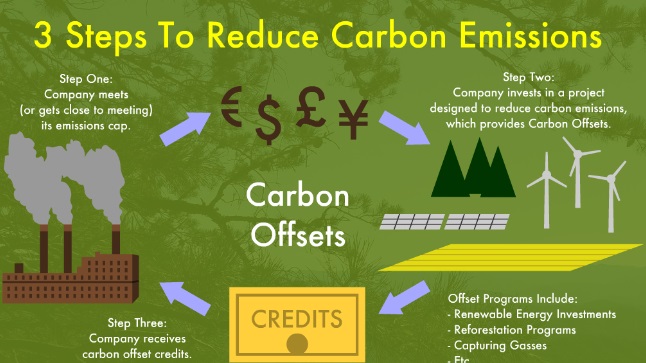 3 Steps To Reduce Carbon Emissions
Step One:
Company meets
(or gets close to meeting)
its emissions cap.
€ $ £ ¥
Step Two:
Company invests in a project
designed to reduce carbon emissions,
which provides Carbon Offsets.
Carbon
Offsets
Offset Programs Include:
- Renewable Energy Investments
- Reforestation Programs
- Capturing Gasses
- Etc
CREDITS
Step Three:
Company receives
carbon offset credits.